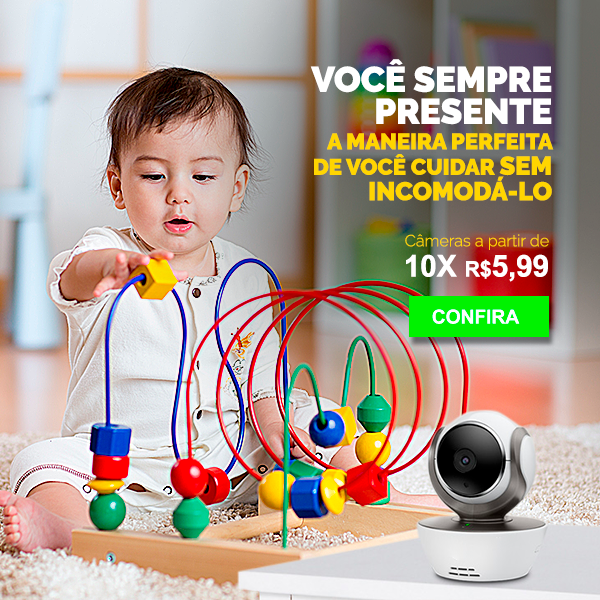 VOCÊ SEMPRE
PRESENTE
A MANEIRA PERFEITA
DE VOCÊ CUIDAR SEM
INCOMODÁ-LO
Câmeras a partir de
10X R$5,99
CONFIRA